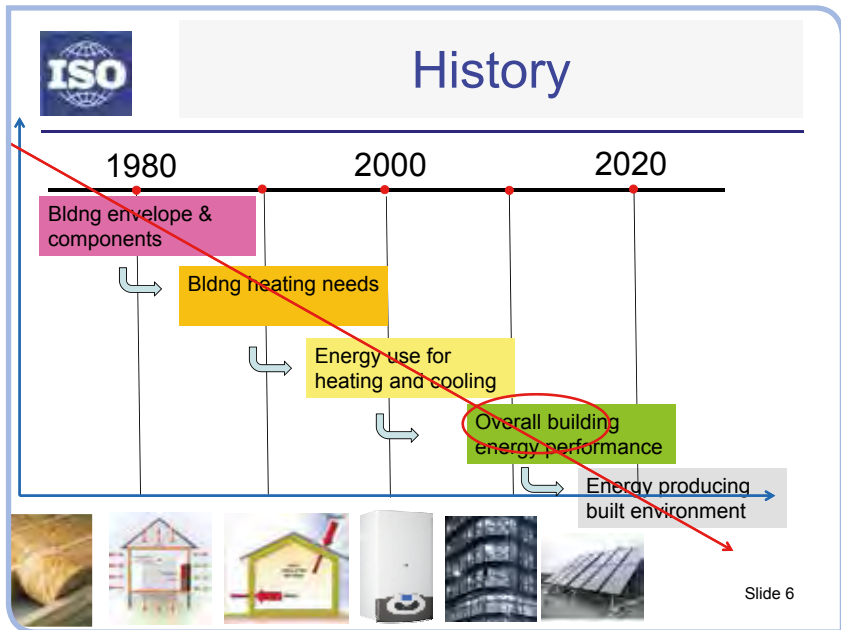 ISO
History
1980 2000 2020
Bldng envelope &
components
Bldng heating needs
Energy use for
heating and cooling
Overall building
energy performance
Energy producing
built environment
Slide 6